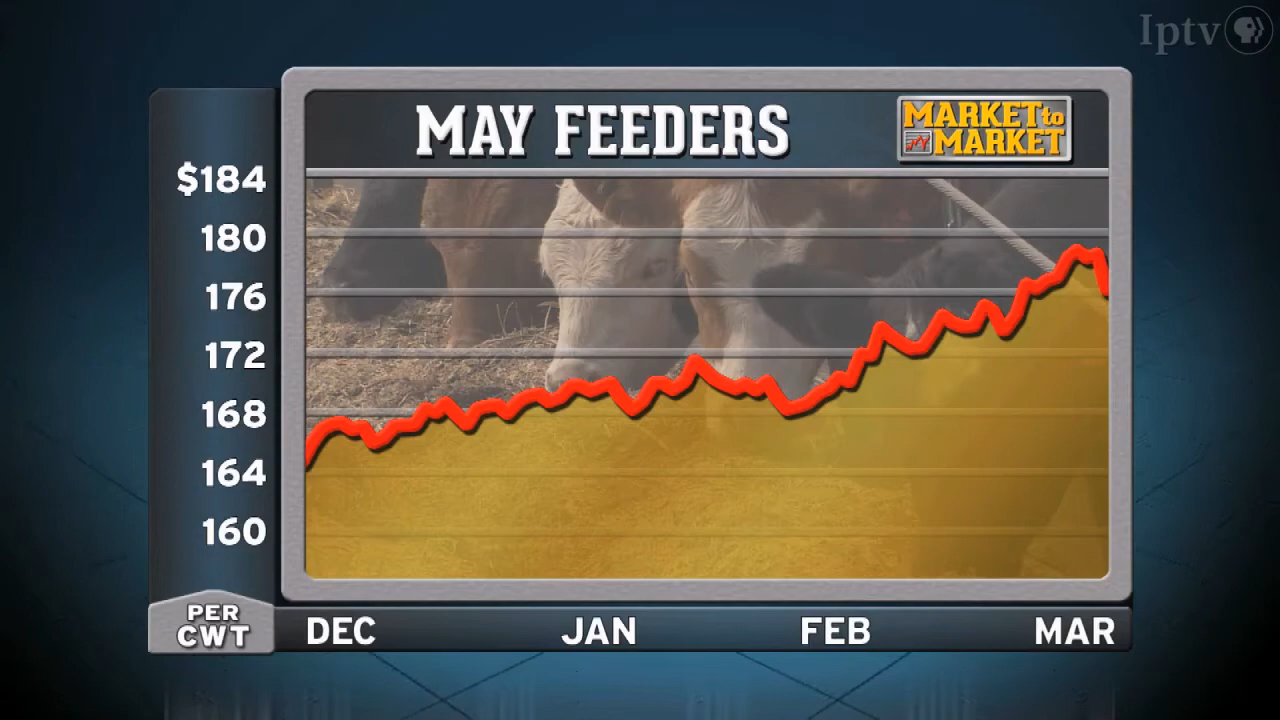 Iptv
MAY FEEDERS
MARKET to
MARKET
$184
180
176
172
168
164
160
PER
CWT
DEC JAN FEB MAR